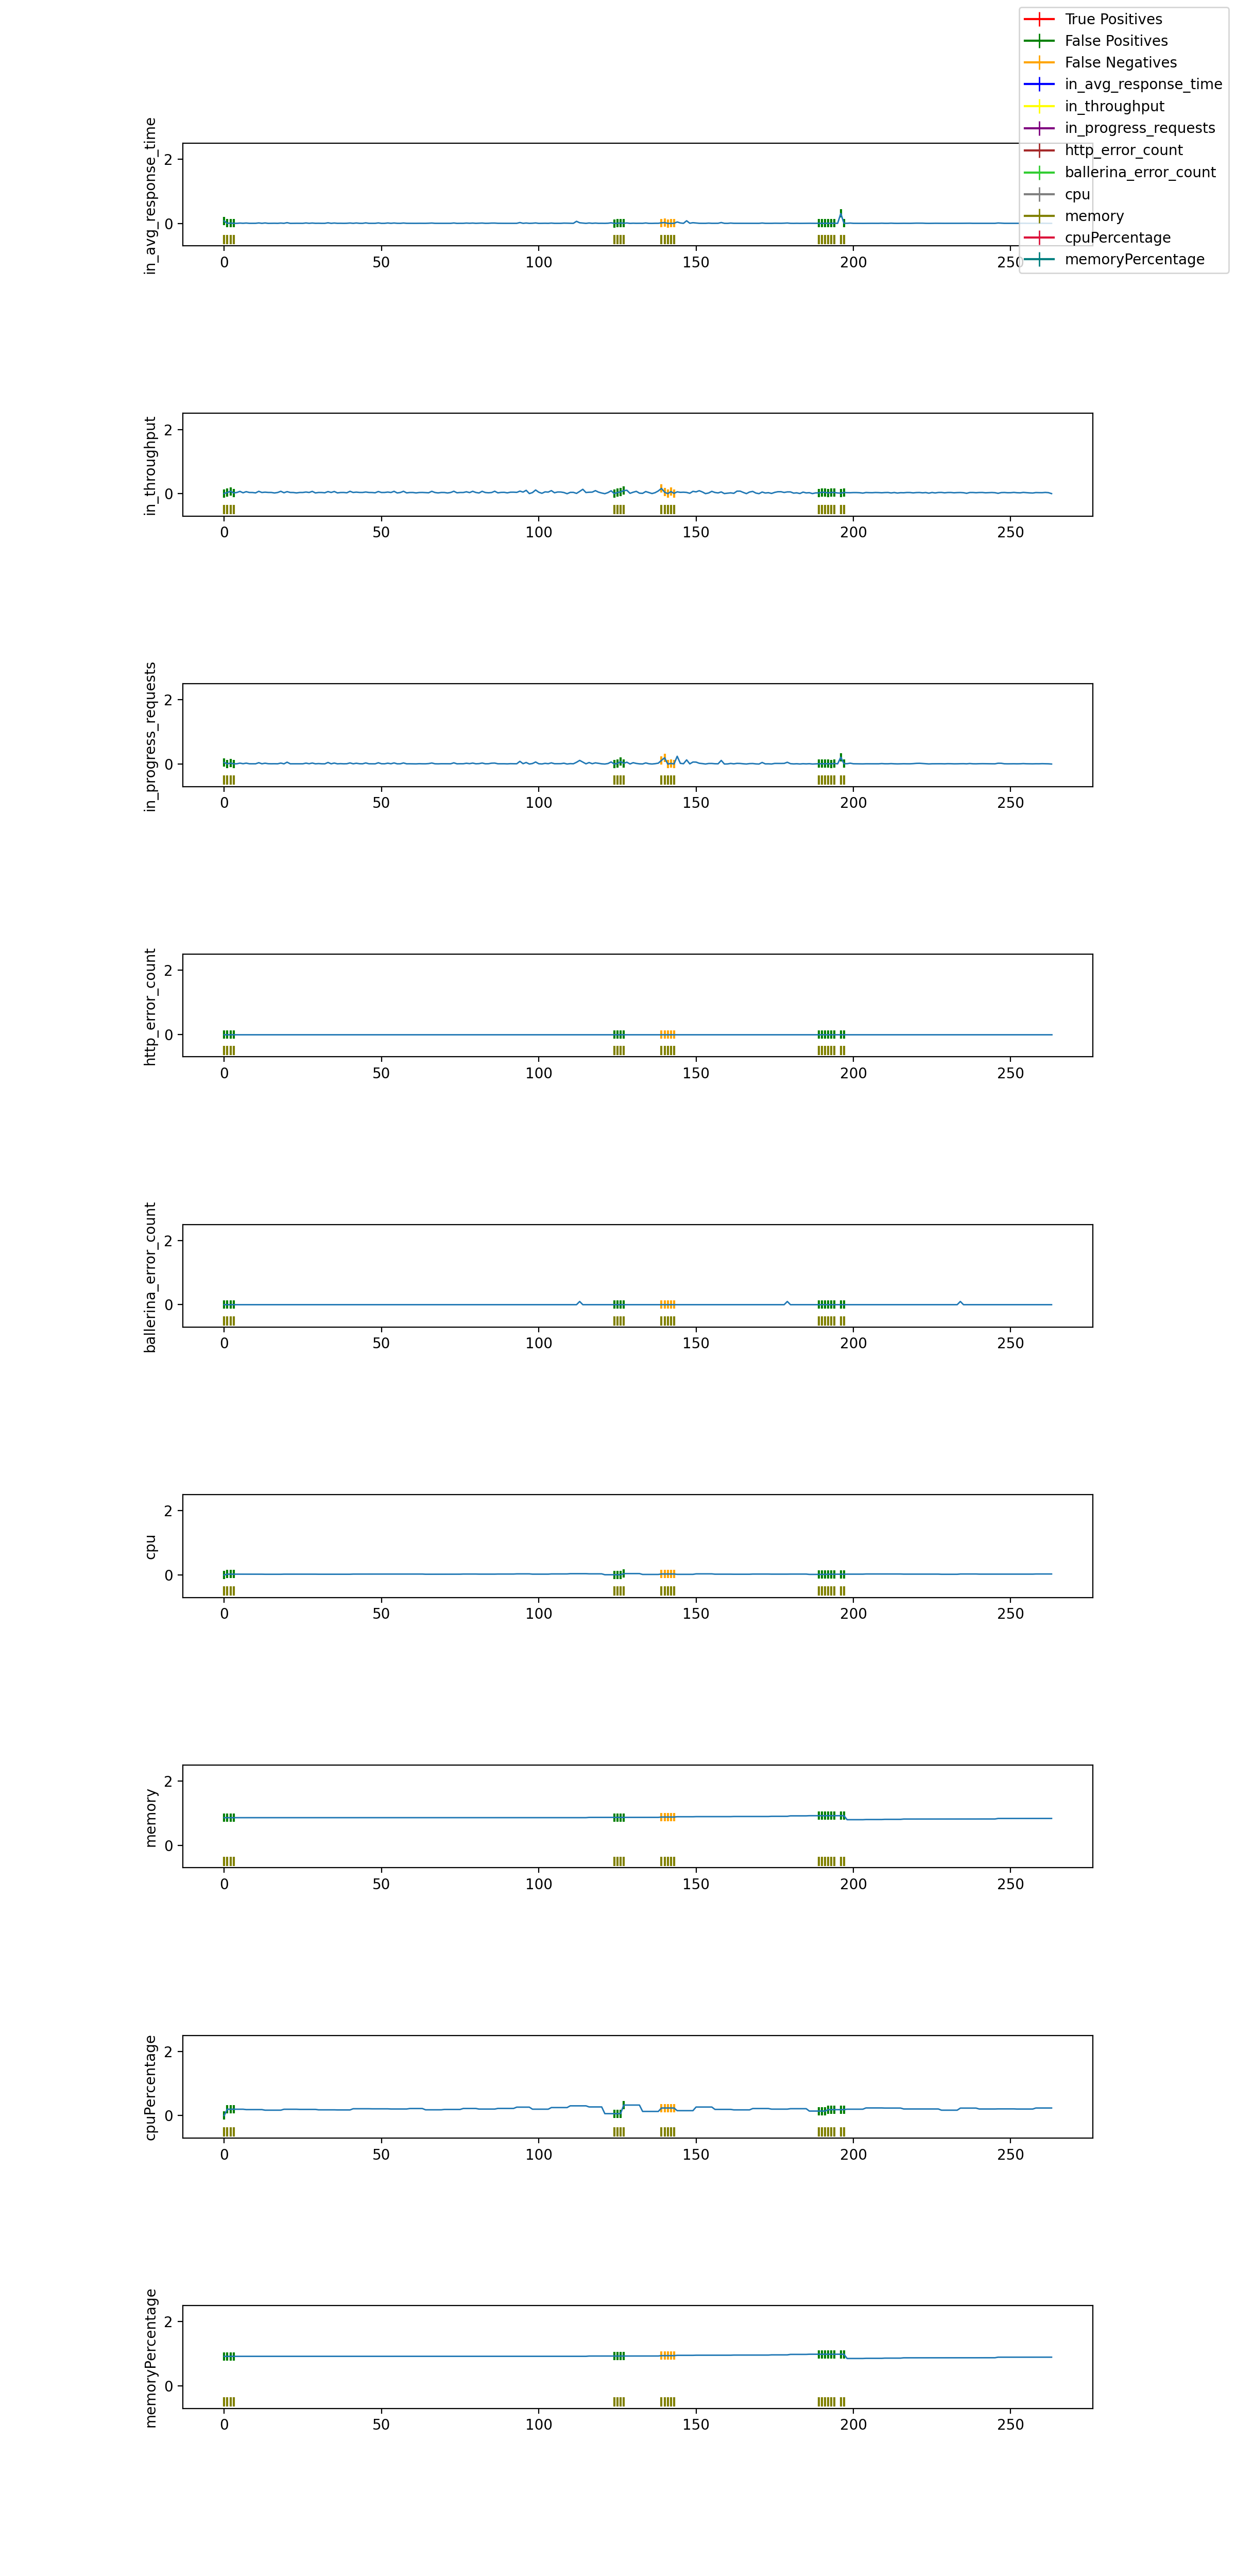 True Positives
False Positives
False Negatives
in_avg_response_time
in_throughput
in_progress_requests
http_error_count
ballerina_error_count
cpu
memory
cpuPercentage
memoryPercentage
in_avg_response_time
2
0
0 50 100 150 200 250
in_throughput
2
0
0 50 100 150 200 250
in_progress_requests
2
0
0 50 100 150 200 250
http_error_count
2
0
0 50 100 150 200 250
ballerina_error_count
2
0
0 50 100 150 200 250
cpu
2
0
0 50 100 150 200 250
memory
2
0
0 50 100 150 200 250
cpuPercentage
2
0
0 50 100 150 200 250
memoryPercentage
2
0
0 50 100 150 200 250